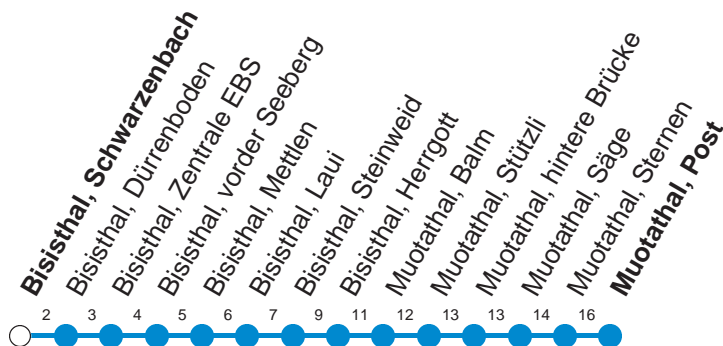 Bisisthal, Schwarzenbach
Bisisthal, Dürrenboden
Bisisthal, Zentrale EBS
Bisisthal, vorder Seeberg
Bisisthal, Mettlen
Bisisthal, Laui
Bisisthal, Steinweid
Bisisthal, Herrgott
Muotathal, Balm
Muotathal, Stützli
Muotathal, hintere Brücke
Muotathal, Säge
Muotathal, Sternen
Muotathal, Post
2 3 4 5 6 7 9 11 12 13 13 14 16